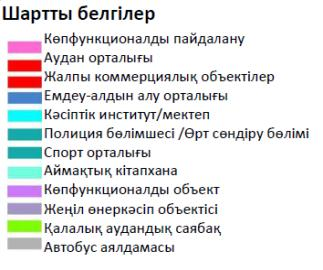 Шартты белгілер
Көпфункционалды пайдалану
Аудан орталығы
Жалпы коммерциялық объектілер
Емдеу-алдын алу орталығы
Кәсіптік институт/мектеп
Полиция бөлімшесі /Өрт сөндіру бөлімі
Спорт орталығы
Аймақтық кітапхана
Көпфункционалды объект
Жеңіл өнеркәсіп объектісі
Қалалық аудандық саябақ
Автобус аялдамасы